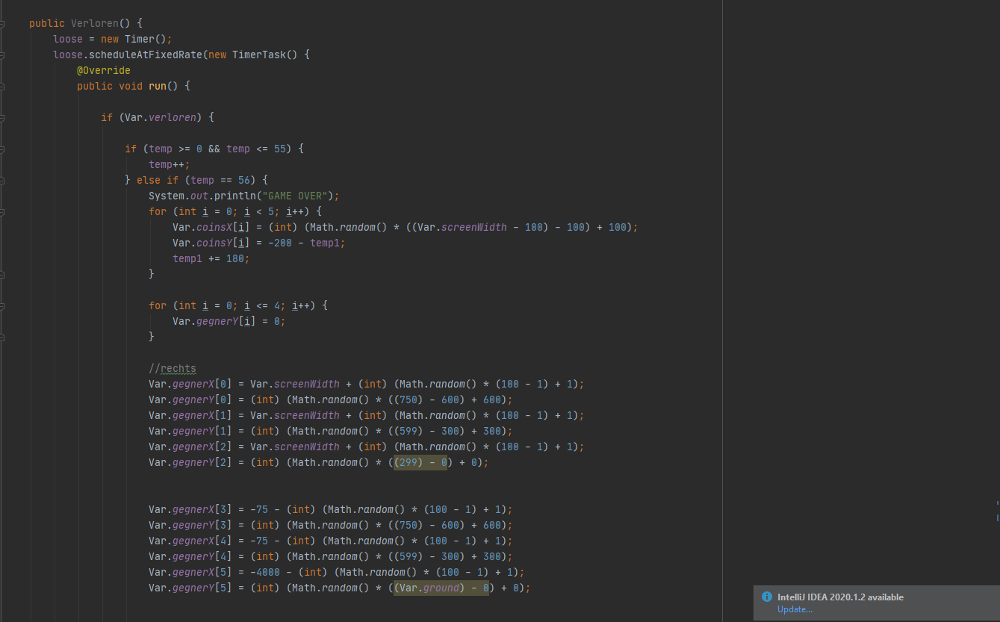 public Verloren() {
loose = new Timer();
loose.scheduleAtFixedRate(new TimerTask() {
@Override
public void run() {
if (Var.verloren) {
if (temp >= 0 && temp <= 55) {
temp++;
} else if (temp == 56) {
System.out.println("GAME OVER");
for (int i = 0; i < 5; i++) {
Var.coinsX[i] = (int) (Math.random() * ((Var.screenWidth - 100) - 100) + 100);
Var.coinsY[i] = -200 - temp1;
temp1 += 180;
}
for (int i = 0; i <= 4; i++) {
Var.gegnerY[i] = 0;
}
//rechts
Var.gegnerX[0] = Var.screenWidth + (int) (Math.random() * (100 - 1) + 1);
Var.gegnerY[0] = (int) (Math.random() * ((750) - 600) + 600);
Var.gegnerX[1] = Var.screenWidth + (int) (Math.random() * (100 - 1) + 1);
Var.gegnerY[1] = (int) (Math.random() * ((599) - 300) + 300);
Var.gegnerX[2] = Var.screenWidth + (int) (Math.random() * (100 - 1) + 1);
Var.gegnerY[2] = (int) (Math.random() * ((299) - 0) + 0);
Var.gegnerX[3] = -75 - (int) (Math.random() * (100 - 1) + 1);
Var.gegnerY[3] = (int) (Math.random() * ((750) - 600) + 600);
Var.gegnerX[4] = -75 - (int) (Math.random() * (100 - 1) + 1);
Var.gegnerY[4] = (int) (Math.random() * ((599) - 300) + 300);
Var.gegnerX[5] = -4000 - (int) (Math.random() * (100 - 1) + 1);
Var.gegnerY[5] = (int) (Math.random() * ((Var.ground) - 0) + 0);
IntelliJ IDEA 2020.1.2 available
Update...